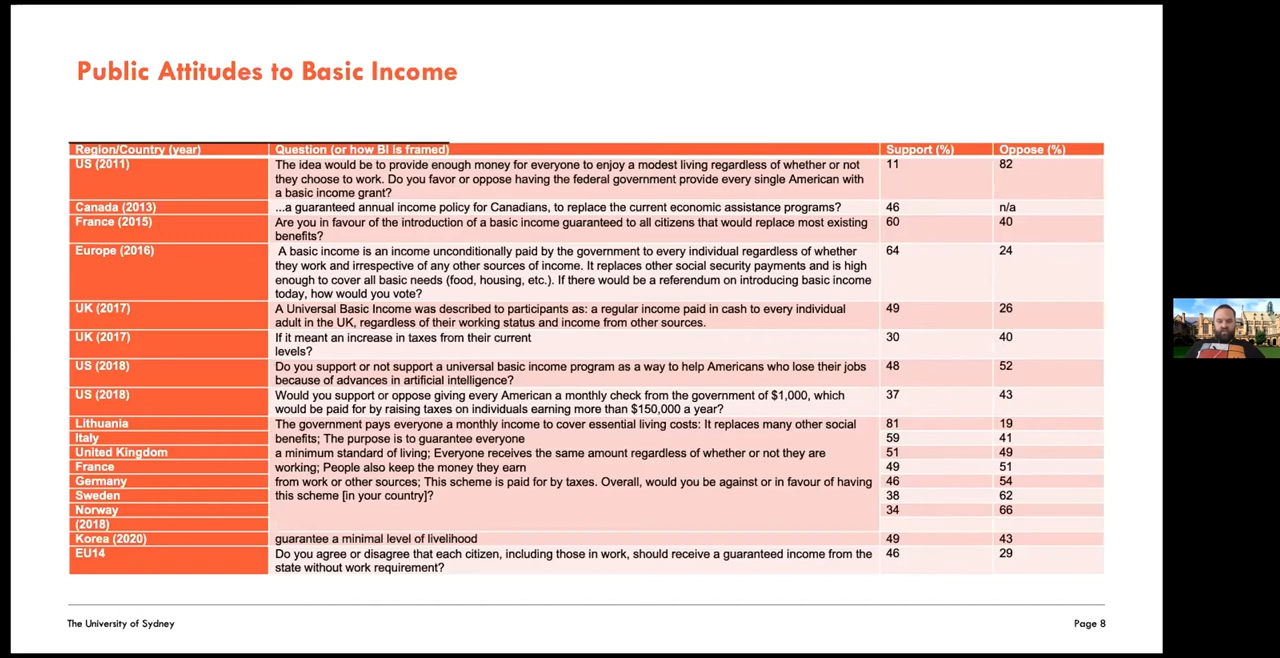 Public Attitudes to Basic Income
Region/Country (year) Question (or how BI is framed) Support (%) Oppose (%)
US (2011) The idea would be to provide enough money for everyone to enjoy a modest living regardless of whether or not 11 82
they choose to work. Do you favor or oppose having the federal government provide every single American with
a basic income grant?
Canada (2013) ...a guaranteed annual income policy for Canadians, to replace the current economic assistance programs? 46 n/a
France (2015) Are you in favour of the introduction of a basic income guaranteed to all citizens that would replace most existing 60 40
benefits?
Europe (2016) A basic income is an income unconditionally paid by the government to every individual regardless of whether 64 24
they work and irrespective of any other sources of income. It replaces other social security payments and is high
enough to cover all basic needs (food, housing, etc.). If there would be a referendum on introducing basic income
today, how would you vote?
UK (2017) A Universal Basic Income was described to participants as: a regular income paid in cash to every individual 49 26
adult in the UK, regardless of their working status and income from other sources.
UK (2017) If it meant an increase in taxes from their current 30 40
levels?
US (2018) Do you support or not support a universal basic income program as a way to help Americans who lose their jobs 48 52
because of advances in artificial intelligence?
US (2018) Would you support or oppose giving every American a monthly check from the government of $1,000, which 37 43
would be paid for by raising taxes on individuals earning more than $150,000 a year?
Lithuania The government pays everyone a monthly income to cover essential living costs: It replaces many other social 81 19
Italy benefits; The purpose is to guarantee everyone 59 41
United Kingdom a minimum standard of living; Everyone receives the same amount regardless of whether or not they are 51 49
France working; People also keep the money they earn 49 51
Germany from work or other sources; This scheme is paid for by taxes. Overall, would you be against or in favour of having 46 54
Sweden this scheme [in your country]? 38 62
Norway 34 66
(2018)
Korea (2020) guarantee a minimal level of livelihood 49 43
EU14 Do you agree or disagree that each citizen, including those in work, should receive a guaranteed income from the 46 29
state without work requirement?
The University of Sydney Page 8